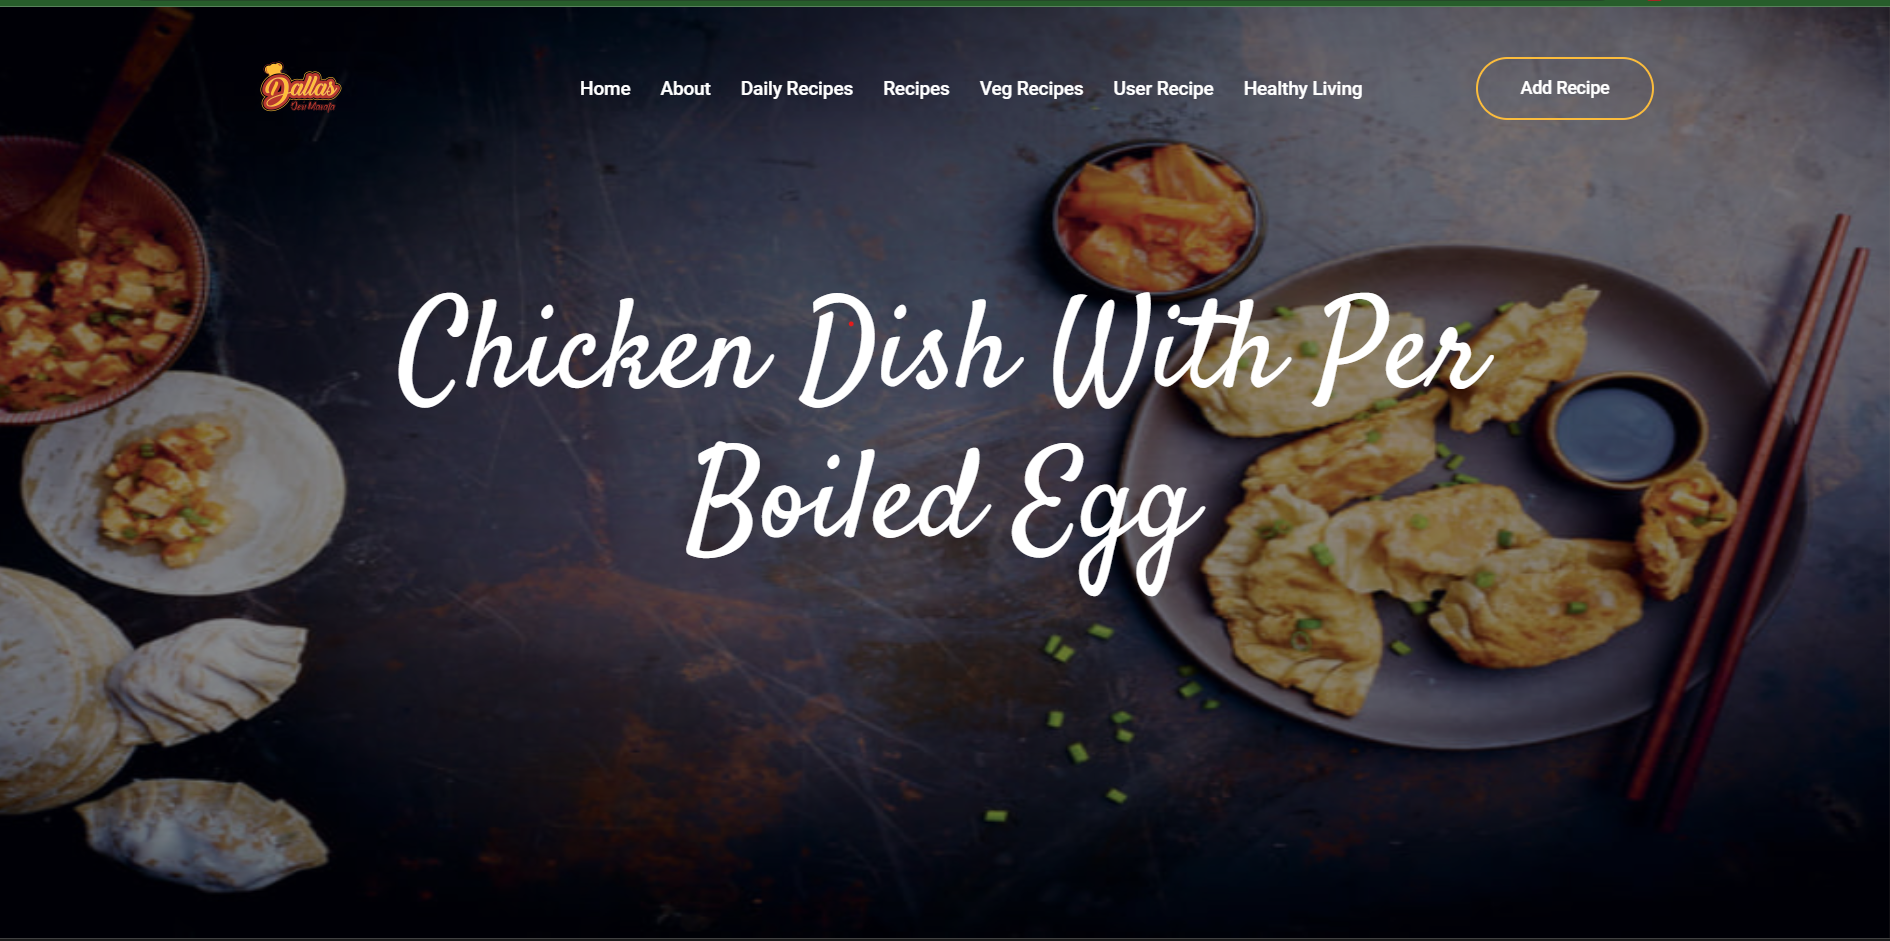 Dallas
Home About Daily Recipes Recipes Veg Recipes User Recipe Healthy Living
Add Recipe
Chicken Dish With Per
Boiled Egg